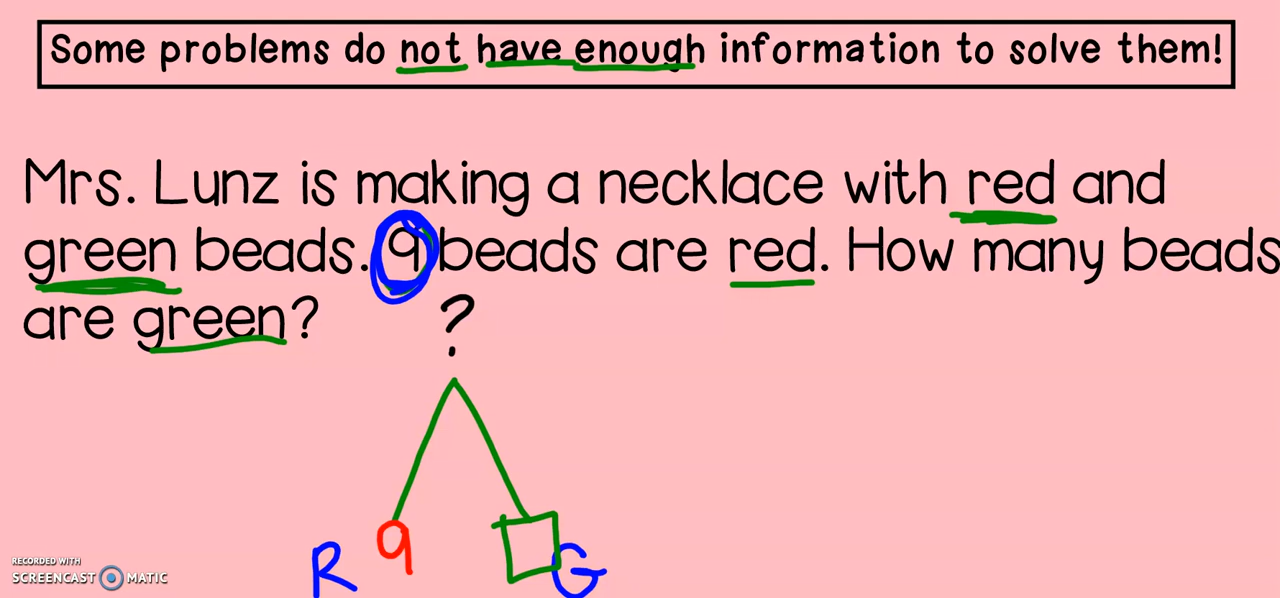 Some problems do not have enough information to solve them!
Mrs. Lunz is making a necklace with red and
green beads. 9 beads are red. How many beads
are green?
?
R 9 G
RECORDED WITH
SCREENCAST MATIC